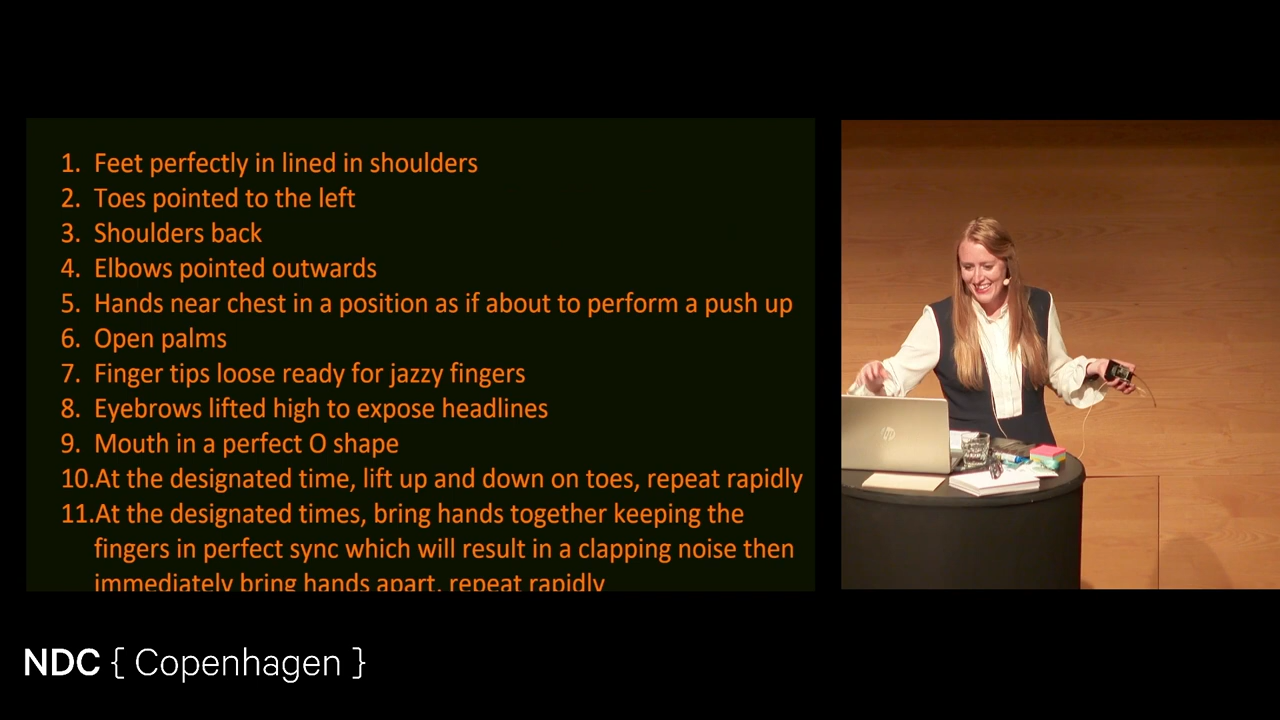 1. Feet perfectly in lined in shoulders
2. Toes pointed to the left
3. Shoulders back
4. Elbows pointed outwards
5. Hands near chest in a position as if about to perform a push up
6. Open palms
7. Finger tips loose ready for jazzy fingers
8. Eyebrows lifted high to expose headlines
9. Mouth in a perfect O shape
10.At the designated time, lift up and down on toes, repeat rapidly
11.At the designated times, bring hands together keeping the
fingers in perfect sync which will result in a clapping noise then
immediately bring hands apart, repeat rapidly
hp
NDC { Copenhagen }